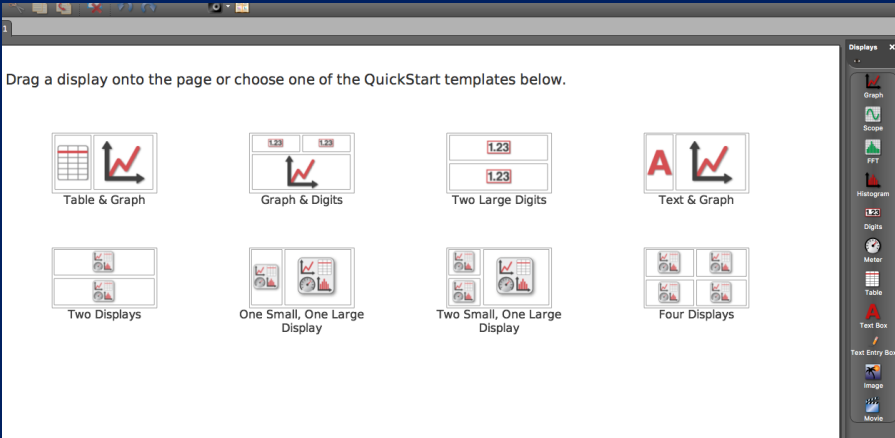 1
Displays
Drag a display onto the page or choose one of the QuickStart templates below.
1.23 1.23
1.23
1.23
A
Table & Graph
Graph & Digits
Two Large Digits
Text & Graph
Two Displays
One Small, One Large
Display
Two Small, One Large
Display
Four Displays
Graph
Scope
FFT
Histogram
1.23
Digits
Meter
Table
A
Text Box
Text Entry Box
Image
Movie